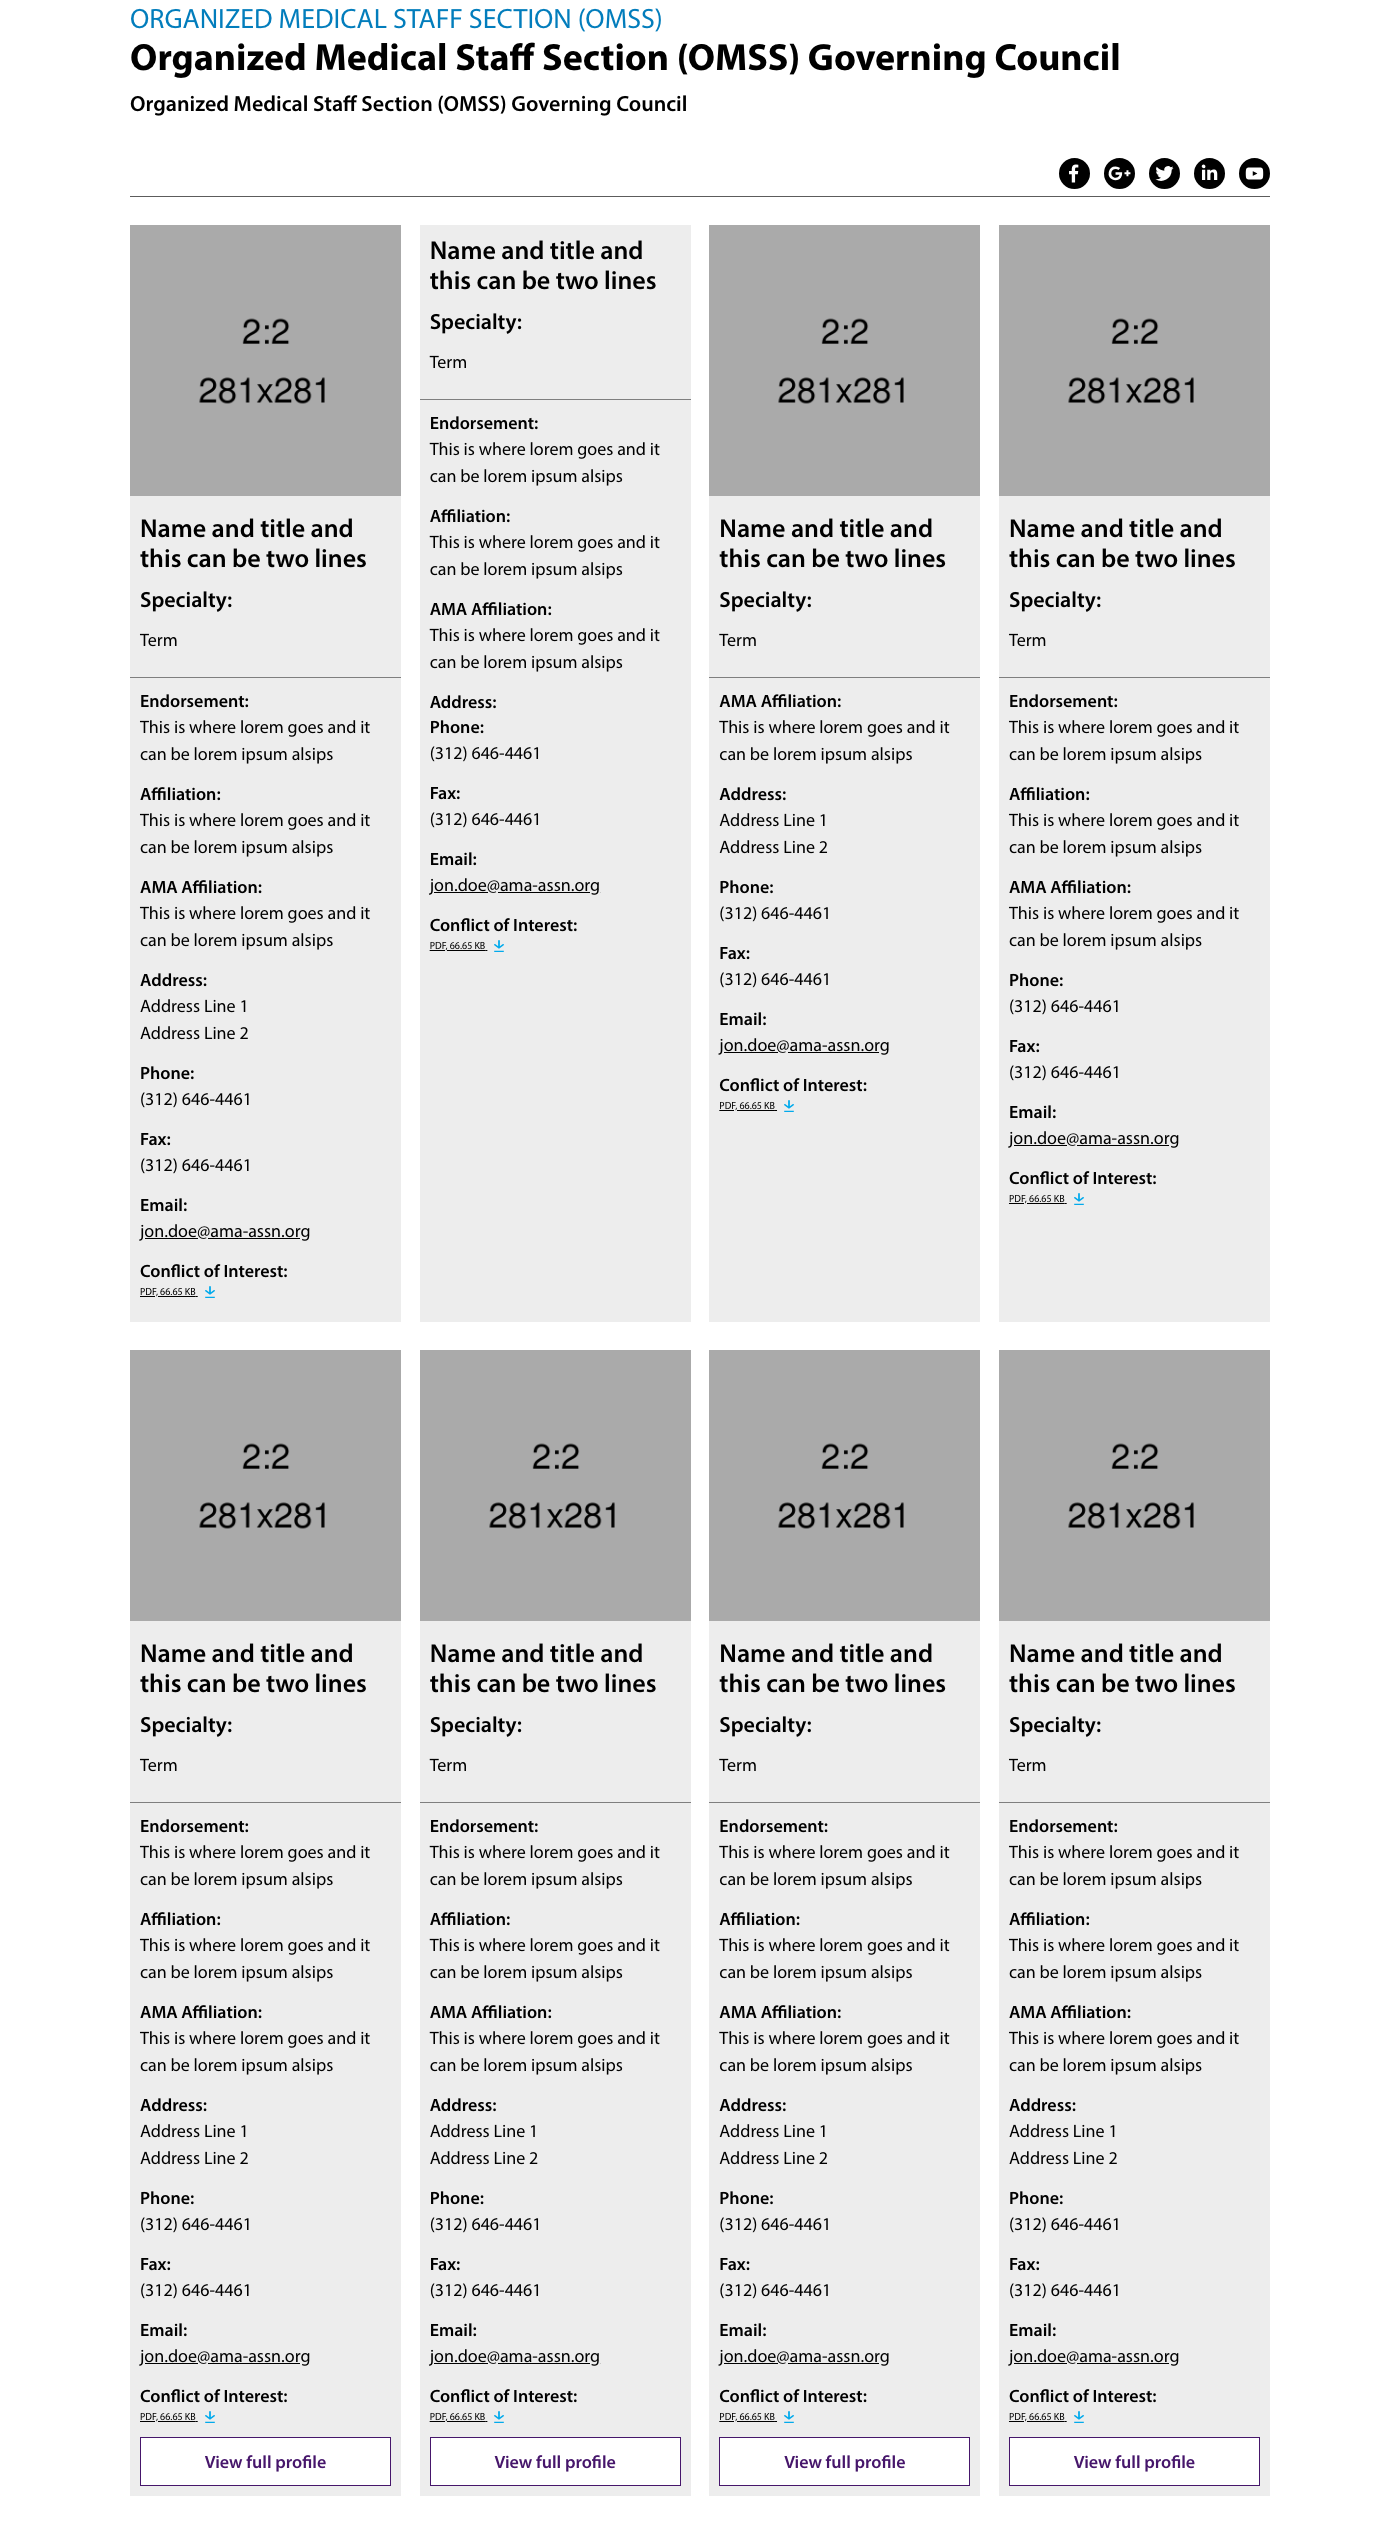 ORGANIZED MEDICAL STAFF SECTION (OMSS)
Organized Medical Staff Section (OMSS) Governing Council
Organized Medical Staff Section (OMSS) Governing Council
2:2
281x281
Name and title and
this can be two lines
Specialty:
Term
Endorsement:
This is where lorem goes and it
can be lorem ipsum alsips
Affiliation:
This is where lorem goes and it
can be lorem ipsum alsips
AMA Affiliation:
This is where lorem goes and it
can be lorem ipsum alsips
Address:
Address Line 1
Address Line 2
Phone:
(312) 646-4461
Fax:
(312) 646-4461
Email:
jon.doe@ama-assn.org
Conflict of Interest:
PDF, 66.65 KB
Name and title and
this can be two lines
Specialty:
Term
Endorsement:
This is where lorem goes and it
can be lorem ipsum alsips
Affiliation:
This is where lorem goes and it
can be lorem ipsum alsips
AMA Affiliation:
This is where lorem goes and it
can be lorem ipsum alsips
Address:
Phone:
(312) 646-4461
Fax:
(312) 646-4461
Email:
jon.doe@ama-assn.org
Conflict of Interest:
PDF, 66.65 KB
2:2
281x281
Name and title and
this can be two lines
Specialty:
Term
AMA Affiliation:
This is where lorem goes and it
can be lorem ipsum alsips
Address:
Address Line 1
Address Line 2
Phone:
(312) 646-4461
Fax:
(312) 646-4461
Email:
jon.doe@ama-assn.org
Conflict of Interest:
PDF, 66.65 KB
2:2
281x281
Name and title and
this can be two lines
Specialty:
Term
Endorsement:
This is where lorem goes and it
can be lorem ipsum alsips
Affiliation:
This is where lorem goes and it
can be lorem ipsum alsips
AMA Affiliation:
This is where lorem goes and it
can be lorem ipsum alsips
Phone:
(312) 646-4461
Fax:
(312) 646-4461
Email:
jon.doe@ama-assn.org
Conflict of Interest:
PDF, 66.65 KB
2:2
281x281
Name and title and
this can be two lines
Specialty:
Term
Endorsement:
This is where lorem goes and it
can be lorem ipsum alsips
Affiliation:
This is where lorem goes and it
can be lorem ipsum alsips
AMA Affiliation:
This is where lorem goes and it
can be lorem ipsum alsips
Address:
Address Line 1
Address Line 2
Phone:
(312) 646-4461
Fax:
(312) 646-4461
Email:
jon.doe@ama-assn.org
Conflict of Interest:
PDF, 66.65 KB
View full profile
2:2
281x281
Name and title and
this can be two lines
Specialty:
Term
Endorsement:
This is where lorem goes and it
can be lorem ipsum alsips
Affiliation:
This is where lorem goes and it
can be lorem ipsum alsips
AMA Affiliation:
This is where lorem goes and it
can be lorem ipsum alsips
Address:
Address Line 1
Address Line 2
Phone:
(312) 646-4461
Fax:
(312) 646-4461
Email:
jon.doe@ama-assn.org
Conflict of Interest:
PDF, 66.65 KB
View full profile
2:2
281x281
Name and title and
this can be two lines
Specialty:
Term
Endorsement:
This is where lorem goes and it
can be lorem ipsum alsips
Affiliation:
This is where lorem goes and it
can be lorem ipsum alsips
AMA Affiliation:
This is where lorem goes and it
can be lorem ipsum alsips
Address:
Address Line 1
Address Line 2
Phone:
(312) 646-4461
Fax:
(312) 646-4461
Email:
jon.doe@ama-assn.org
Conflict of Interest:
PDF, 66.65 KB
View full profile
2:2
281x281
Name and title and
this can be two lines
Specialty:
Term
Endorsement:
This is where lorem goes and it
can be lorem ipsum alsips
Affiliation:
This is where lorem goes and it
can be lorem ipsum alsips
AMA Affiliation:
This is where lorem goes and it
can be lorem ipsum alsips
Address:
Address Line 1
Address Line 2
Phone:
(312) 646-4461
Fax:
(312) 646-4461
Email:
jon.doe@ama-assn.org
Conflict of Interest:
PDF, 66.65 KB
View full profile